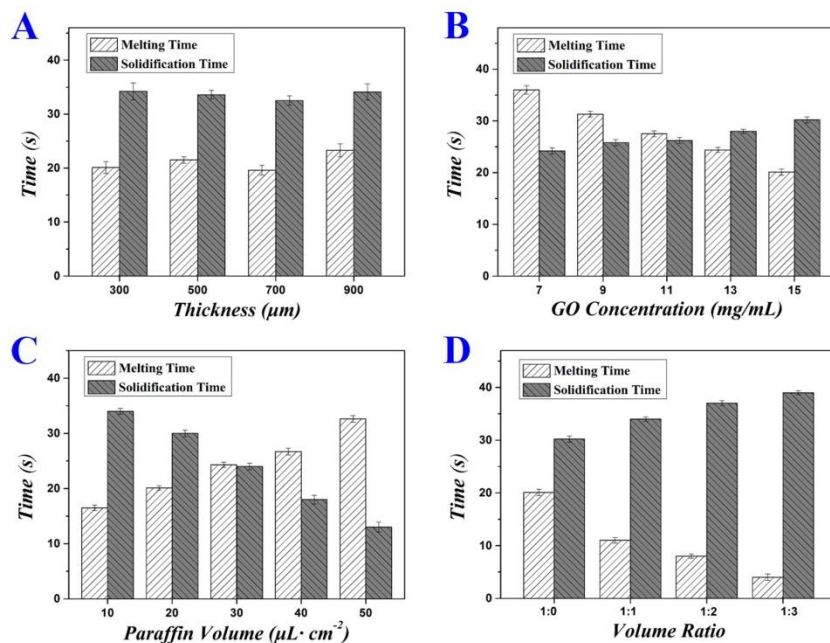 A
Melting Time
Solidification Time
40
30
20
10
0
Time (s)
300 500 700 900
Thickness (μm)
B
Melting Time
Solidification Time
40
30
20
10
0
Time (s)
7 9 11 13 15
GO Concentration (mg/mL)
C
Melting Time
Solidification Time
40
30
20
10
0
Time (s)
10 20 30 40 50
Paraffin Volume (μL· cm⁻²)
D
Melting Time
Solidification Time
40
30
20
10
0
Time (s)
1:0 1:1 1:2 1:3
Volume Ratio